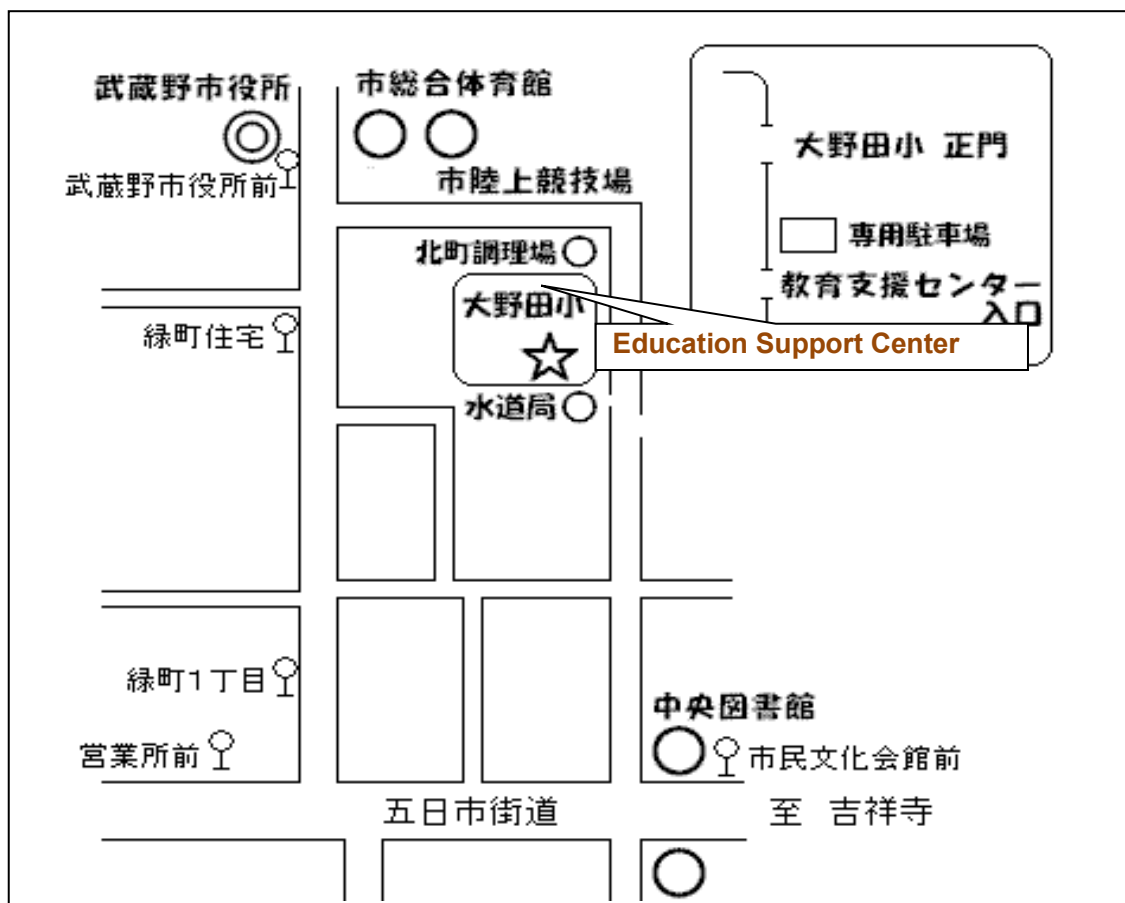 武蔵野市役所
市総合体育館
武蔵野市役所前
市陸上競技場
大野田小 正門
専用駐車場
教育支援センター
入口
北町調理場
大野田小
緑町住宅
Education Support Center
水道局
緑町1丁目
営業所前
中央図書館
市民文化会館前
五日市街道
至 吉祥寺